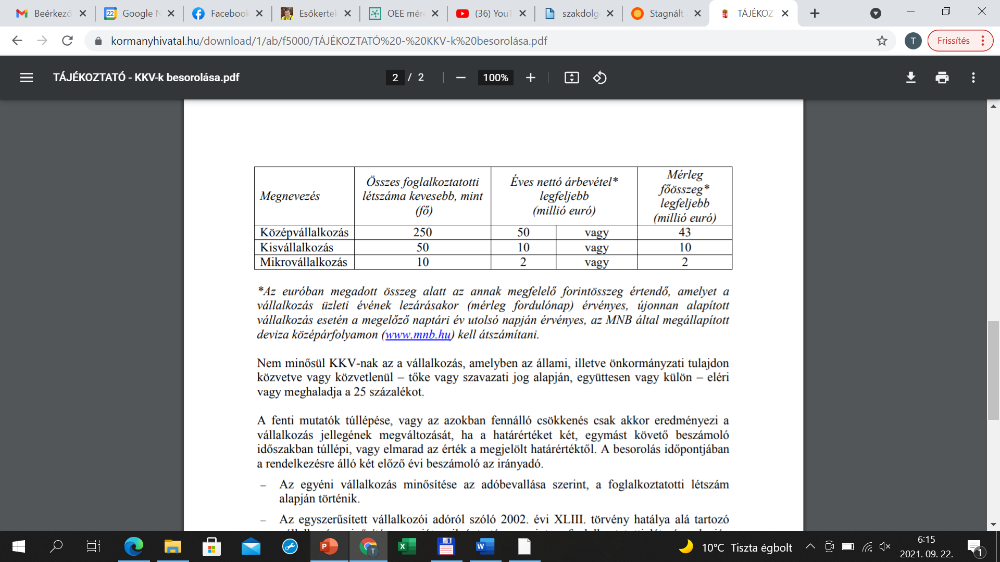 Beérkező
22 Google N
Facebook
Esőkertek
OEE mére
(36) YouT
szakdolg
Stagnált
TÁJÉKOZ
kormanyhivatal.hu/download/1/ab/f5000/TÁJÉKOZTATÓ%20-%20KKV-k%20besorolása.pdf
T
Frissítés
TÁJÉKOZTATÓ - KKV-k besorolása.pdf
2 / 2
100%
Megnevezés
Összes foglalkoztatotti
létszáma kevesebb, mint
(fő)
Éves nettó árbevétel*
legfeljebb
(millió euró)
Mérleg
főösszeg*
legfeljebb
(millió euró)
Középvállalkozás 250 50 vagy 43
Kisvállalkozás 50 10 vagy 10
Mikrovállalkozás 10 2 vagy 2
*Az euróban megadott összeg alatt az annak megfelelő forintösszeg értendő, amelyet a
vállalkozás üzleti évének lezárásakor (mérleg fordulónap) érvényes, újonnan alapított
vállalkozás esetén a megelőző naptári év utolsó napján érvényes, az MNB által megállapított
deviza középárfolyamon (www.mnb.hu) kell átszámítani.
Nem minősül KKV-nak az a vállalkozás, amelyben az állami, illetve önkormányzati tulajdon
közvetve vagy közvetlenül – tőke vagy szavazati jog alapján, együttesen vagy külön – eléri
vagy meghaladja a 25 százalékot.
A fenti mutatók túllépése, vagy az azokban fennálló csökkenés csak akkor eredményezi a
vállalkozás jellegének megváltozását, ha a határértéket két, egymást követő beszámoló
időszakban túllépi, vagy elmarad az érték a megjelölt határértéktől. A besorolás időpontjában
a rendelkezésre álló két előző évi beszámoló az irányadó.
– Az egyéni vállalkozás minősítése az adóbevallása szerint, a foglalkoztatotti létszám
alapján történik.
– Az egyszerűsített vállalkozói adóról szóló 2002. évi XLIII. törvény hatálya alá tartozó
10°C Tiszta égbolt
6:15
2021. 09. 22.
1